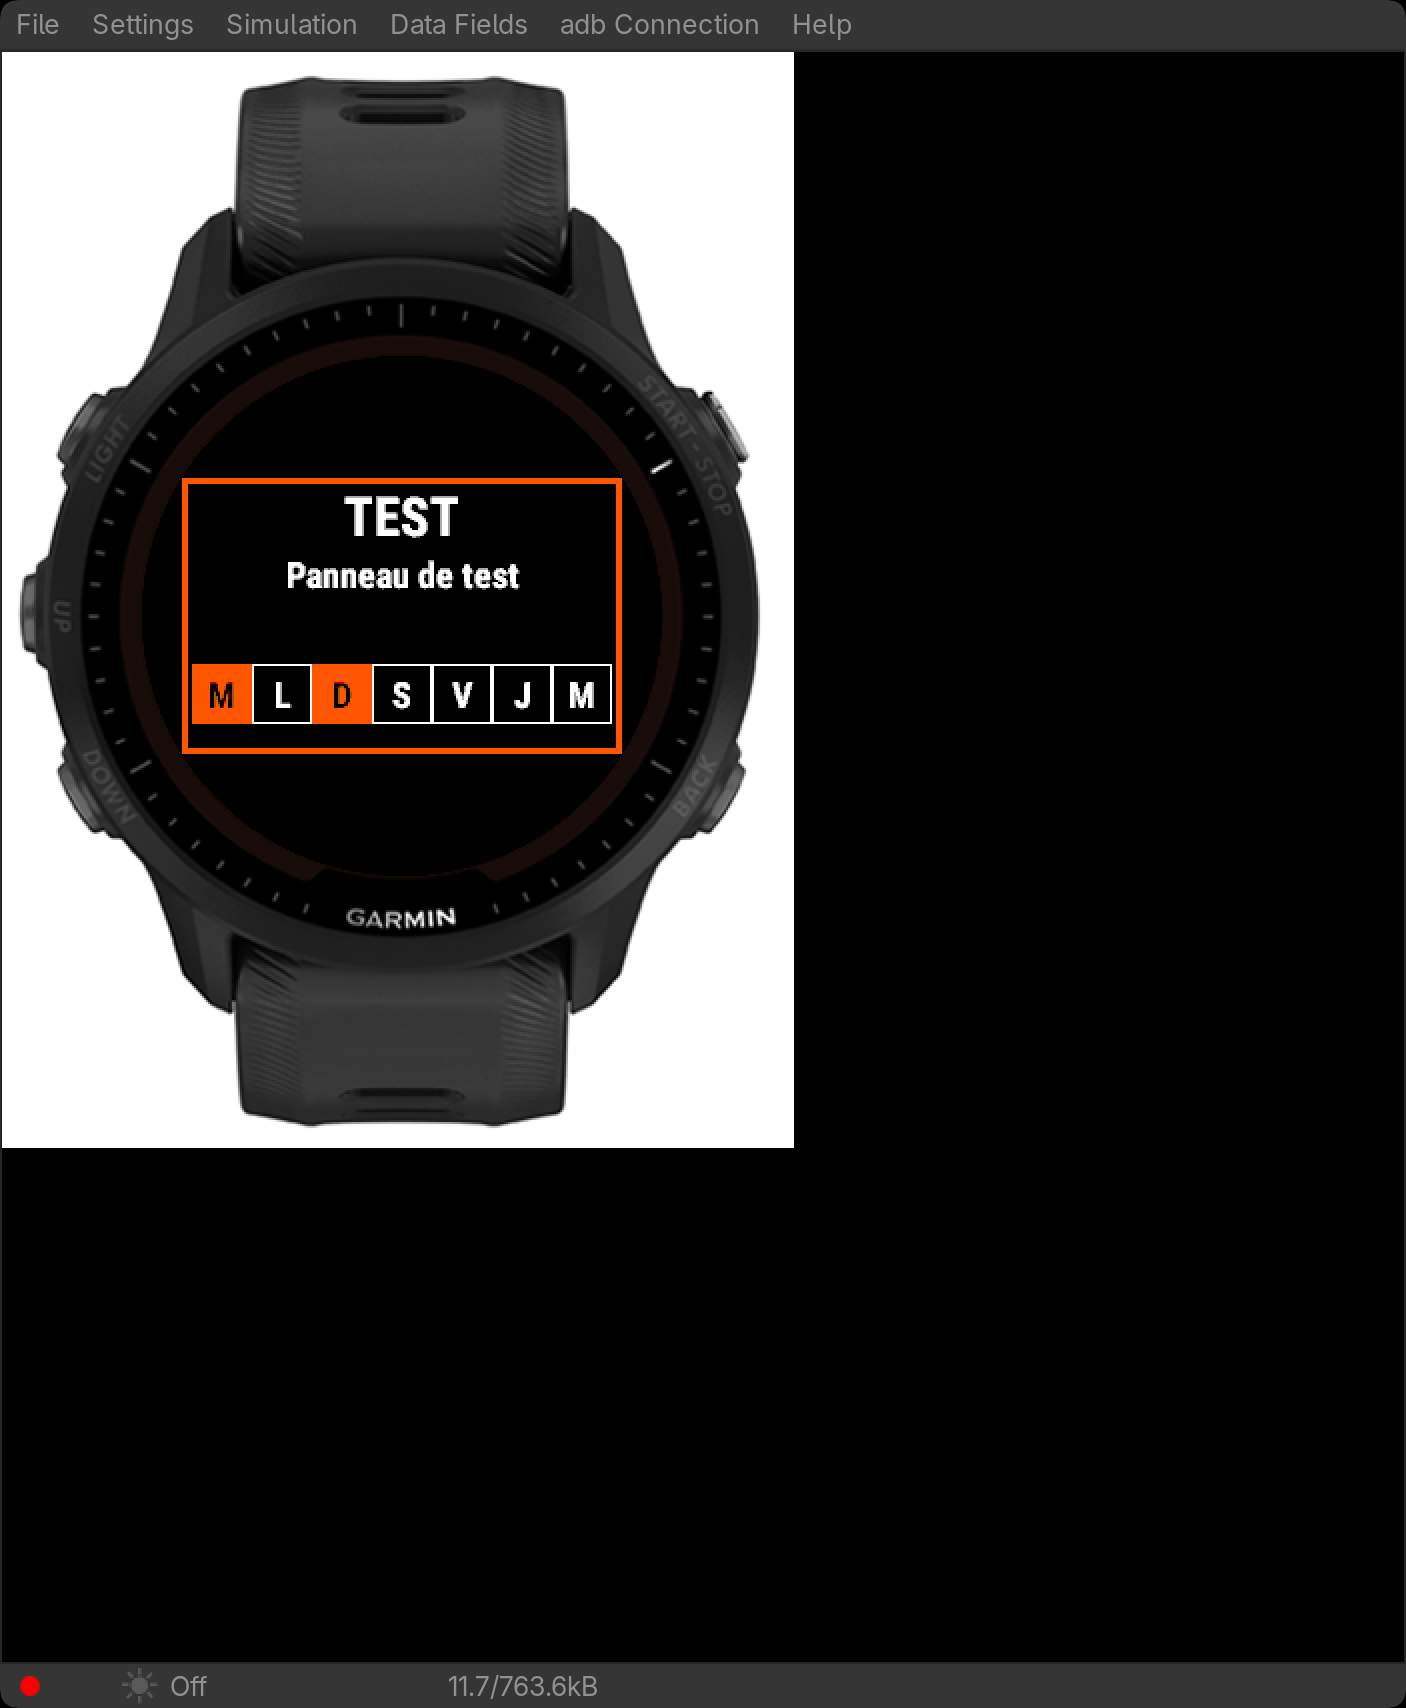 File Settings Simulation Data Fields adb Connection Help
START - STOP
LIGHT
TEST
Panneau de test
UP
M L D S V J M
DOWN
BACK
GARMIN
Off 11.7/763.6kB